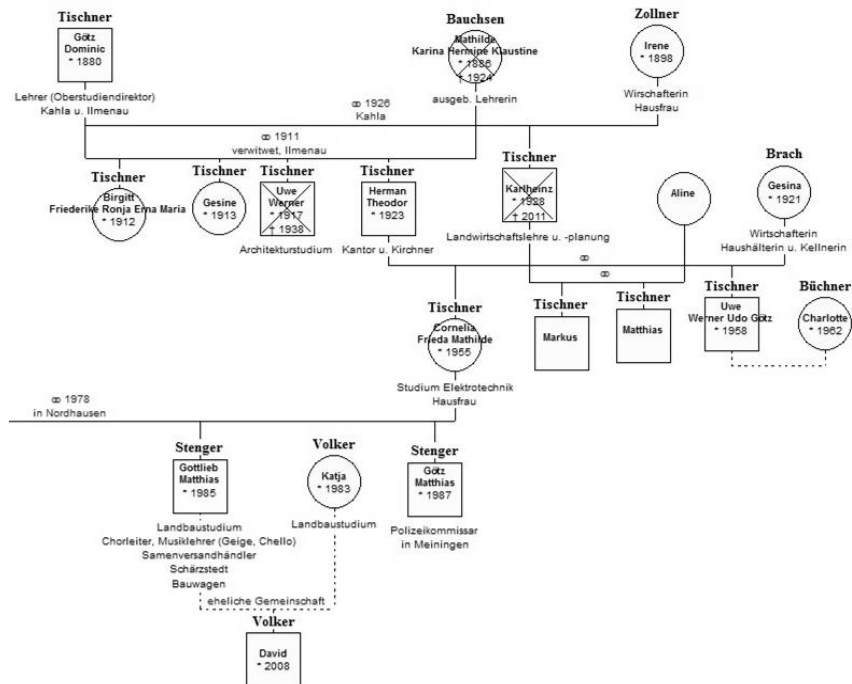 Tischner
Götz
Dominic
* 1880
Lehrer (Oberstudiendirektor)
Kahla u. Ilmenau
Bauchsen
Mathilde
Karina Hermine Klaustine
* 1886
† 1924
ausgeb. Lehrerin
Zollner
Irene
* 1898
Wirschafterin
Hausfrau
⚭ 1926
Kahla
⚭ 1911
verwitwet, Ilmenau
Tischner
Birgitt
Friederike Ronja Erna Maria
* 1912
Tischner
Gesine
* 1913
Tischner
Uwe
Werner
* 1917
† 1938
Architekturstudium
Tischner
Herman
Theodor
* 1923
Kantor u. Kirchner
Tischner
Karlheinz
* 1928
† 2011
Landwirtschaftslehre u. -planung
Aline
Brach
Gesina
* 1921
Wirtschafterin
Haushälterin u. Kellnerin
⚭
⚭
Tischner
Cornelia
Frieda Mathilde
* 1955
Studium Elektrotechnik
Hausfrau
Tischner
Markus
Tischner
Matthias
Tischner
Uwe
Werner Udo Götz
* 1958
Büchner
Charlotte
* 1962
⚭ 1978
in Nordhausen
Stenger
Gottlieb
Matthias
* 1985
Landbaustudium
Chorleiter, Musiklehrer (Geige, Chello)
Samenversandhändler
Schärzstedt
Bauwagen
Volker
Katja
* 1983
Landbaustudium
Stenger
Götz
Matthias
* 1987
Polizeikommissar
in Meiningen
eheliche Gemeinschaft
Volker
David
* 2008